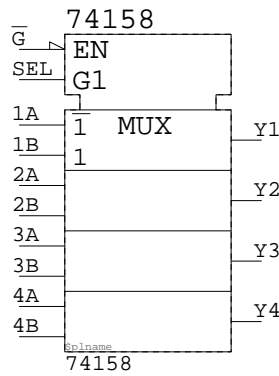 74158
G̅ EN
SEL G1
1A 1̅ MUX Y1
1B 1
2A Y2
2B
3A Y3
3B
4A Y4
4B
$plname
74158